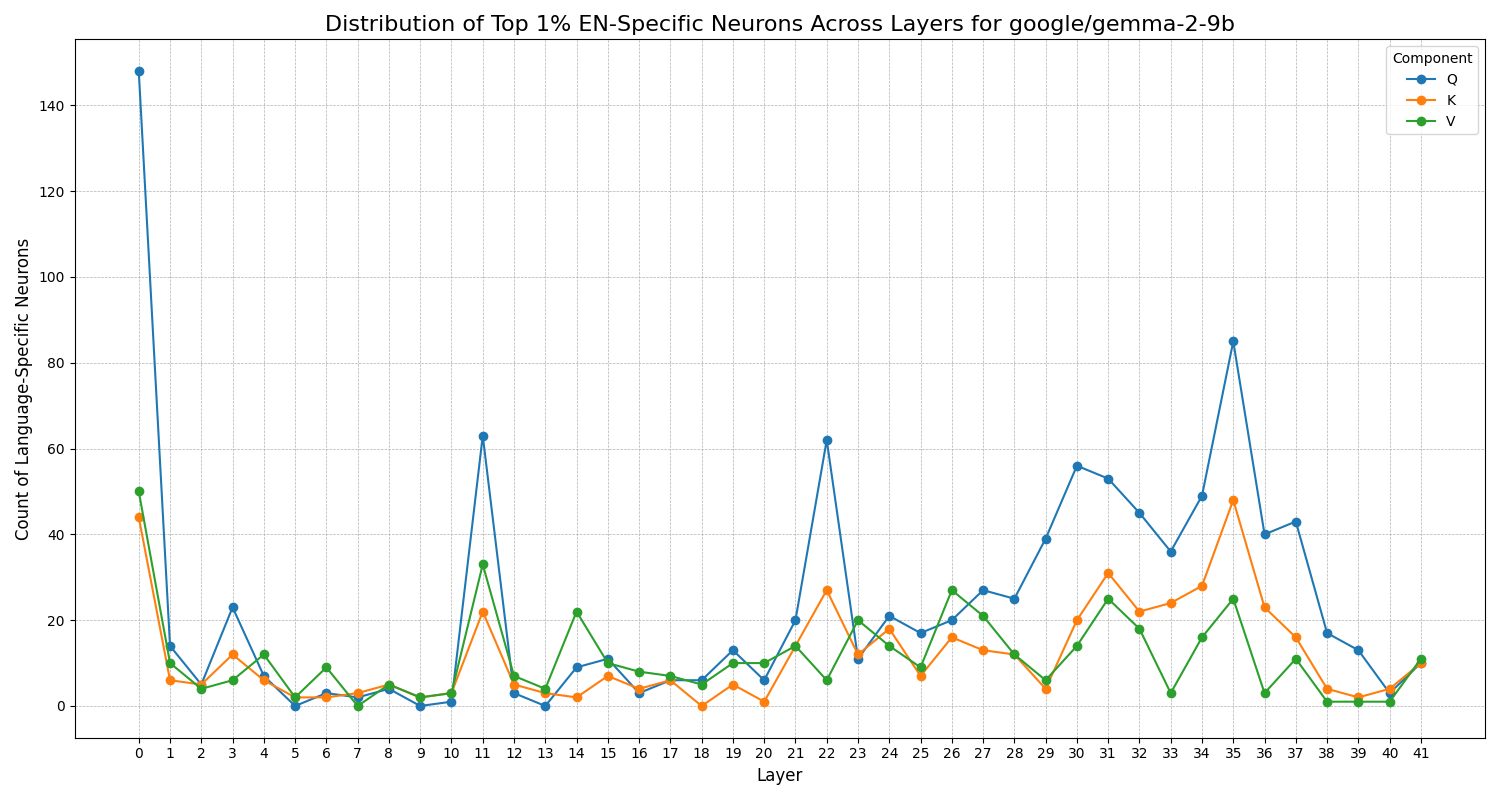 Distribution of Top 1% EN-Specific Neurons Across Layers for google/gemma-2-9b
Component
Q
K
V
Count of Language-Specific Neurons
140
120
100
80
60
40
20
0
0 1 2 3 4 5 6 7 8 9 10 11 12 13 14 15 16 17 18 19 20 21 22 23 24 25 26 27 28 29 30 31 32 33 34 35 36 37 38 39 40 41
Layer